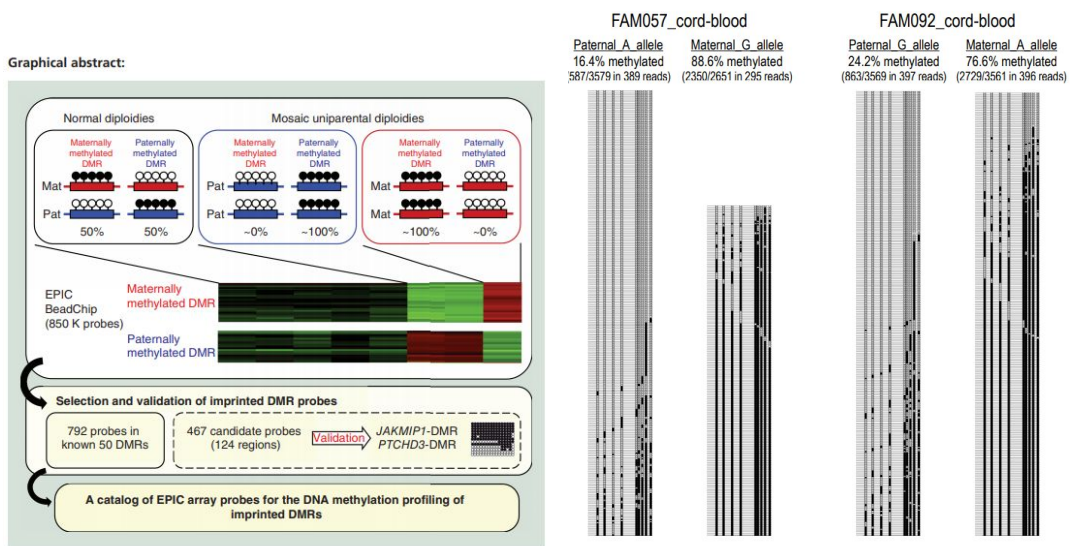 Graphical abstract:
Normal diploidies
Mosaic uniparental diploidies
Maternally
methylated
DMR
Paternally
methylated
DMR
Maternally
methylated
DMR
Paternally
methylated
DMR
Maternally
methylated
DMR
Paternally
methylated
DMR
Mat
Pat
50%
50%
Pat
Pat
~0%
~100%
Mat
Mat
~100%
~0%
EPIC
BeadChip
(850 K probes)
Maternally
methylated DMR
Paternally
methylated DMR
Selection and validation of imprinted DMR probes
792 probes in
known 50 DMRs
467 candidate probes
(124 regions)
Validation
JAKMIP1-DMR
PTCHD3-DMR
A catalog of EPIC array probes for the DNA methylation profiling of
imprinted DMRs
FAM057_cord-blood
Paternal_A_allele
16.4% methylated
587/3579 in 389 reads)
Maternal_G_allele
88.6% methylated
(2350/2651 in 295 reads)
FAM092_cord-blood
Paternal_G_allele
24.2% methylated
(863/3569 in 397 reads)
Maternal_A_allele
76.6% methylated
(2729/3561 in 396 reads)